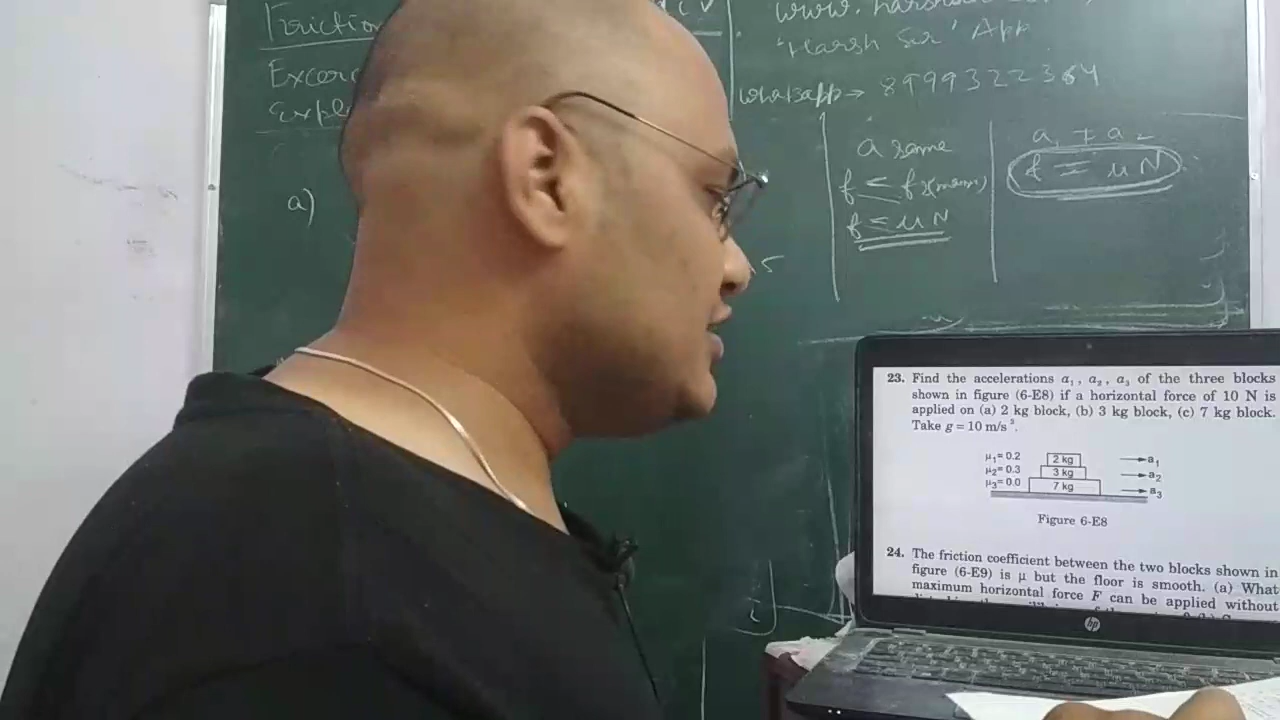 Friction
www.
'Harsh Sir' App
whatsapp → 8999322364
a)
a same
f ≤ fs(max)
f ≤ μN
a₁ ≠ a₂
f = μN
23. Find the accelerations a₁, a₂, a₃ of the three blocks
shown in figure (6-E8) if a horizontal force of 10 N is
applied on (a) 2 kg block, (b) 3 kg block, (c) 7 kg block.
Take g = 10 m/s².
μ₁= 0.2 2 kg a₁
μ₂= 0.3 3 kg a₂
μ₃= 0.0 7 kg a₃
Figure 6-E8
24. The friction coefficient between the two blocks shown in
figure (6-E9) is μ but the floor is smooth. (a) What
maximum horizontal force F can be applied without
hp